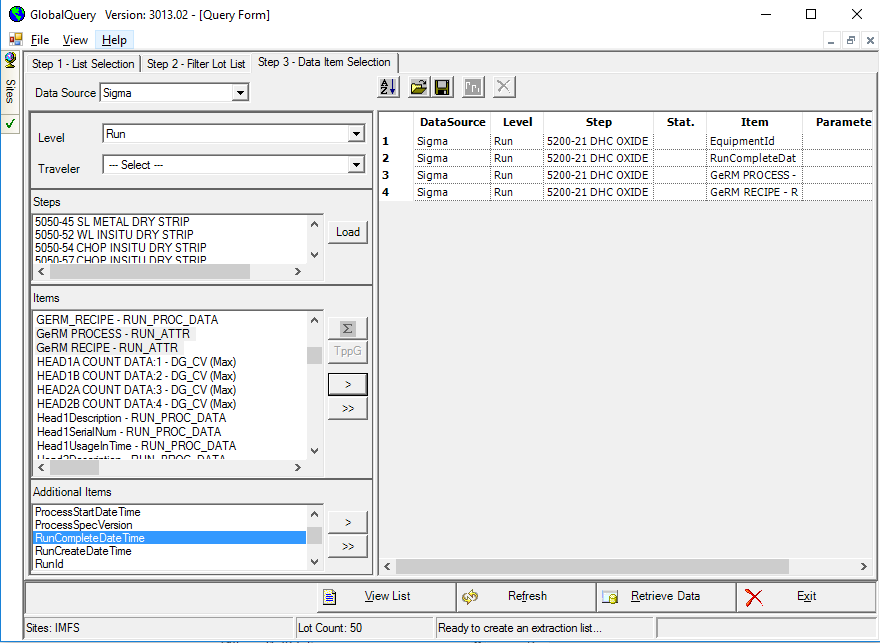 GlobalQuery Version: 3013.02 - [Query Form]
File View Help
Sites
Step 1 - List Selection
Step 2 - Filter Lot List
Step 3 - Data Item Selection
Data Source Sigma
Level Run
Traveler --- Select ---
Steps
5050-45 SL METAL DRY STRIP
5050-52 WL INSITU DRY STRIP
5050-54 CHOP INSITU DRY STRIP
5050-57 CHOP INSITU DRY STRIP
Load
Items
GERM_RECIPE - RUN_PROC_DATA
GeRM PROCESS - RUN_ATTR
GeRM RECIPE - RUN_ATTR
HEAD1A COUNT DATA:1 - DG_CV (Max)
HEAD1B COUNT DATA:2 - DG_CV (Max)
HEAD2A COUNT DATA:3 - DG_CV (Max)
HEAD2B COUNT DATA:4 - DG_CV (Max)
Head1Description - RUN_PROC_DATA
Head1SerialNum - RUN_PROC_DATA
Head1UsageInTime - RUN_PROC_DATA
Head2Description - RUN_PROC_DATA
Σ
TppG
>
>>
Additional Items
ProcessStartDateTime
ProcessSpecVersion
RunCompleteDateTime
RunCreateDateTime
RunId
>
>>
DataSource Level Step Stat. Item Paramete
1 Sigma Run 5200-21 DHC OXIDE EquipmentId
2 Sigma Run 5200-21 DHC OXIDE RunCompleteDat
3 Sigma Run 5200-21 DHC OXIDE GeRM PROCESS -
4 Sigma Run 5200-21 DHC OXIDE GeRM RECIPE - R
View List
Refresh
Retrieve Data
Exit
Sites: IMFS
Lot Count: 50
Ready to create an extraction list...